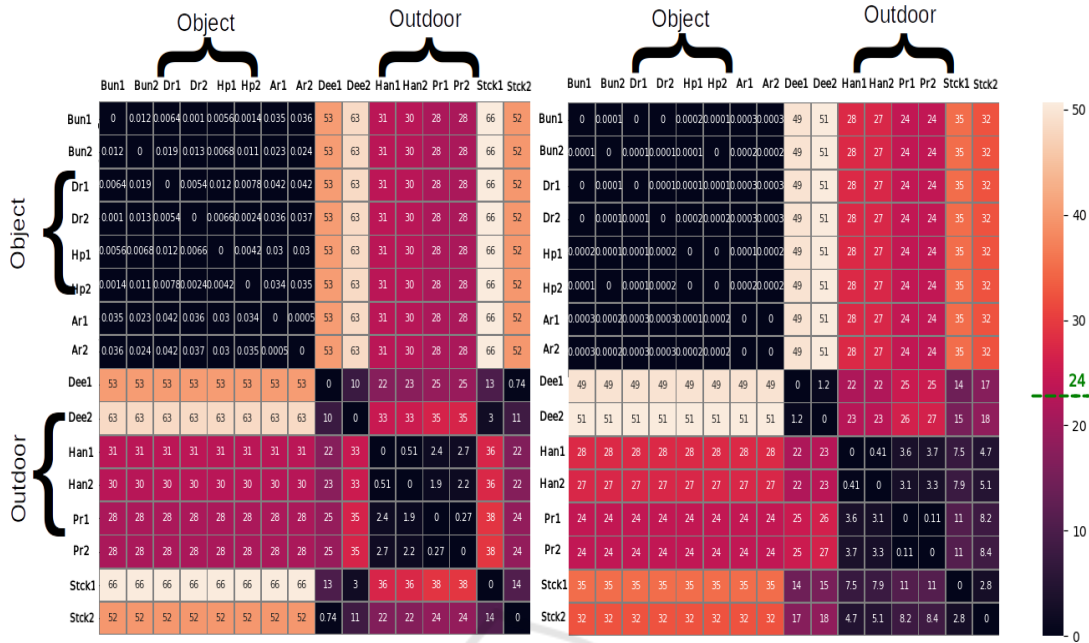 Object
Outdoor
Bun1 Bun2 Dr1 Dr2 Hp1 Hp2 Ar1 Ar2 Dee1 Dee2 Han1 Han2 Pr1 Pr2 Stck1 Stck2
Object
Outdoor
Bun1 0 0.012 0.0064 0.001 0.0056 0.0014 0.035 0.036 53 63 31 30 28 28 66 52
Bun2 0.012 0 0.019 0.013 0.0068 0.011 0.023 0.024 53 63 31 30 28 28 66 52
Dr1 0.0064 0.019 0 0.0054 0.012 0.0078 0.042 0.042 53 63 31 30 28 28 66 52
Dr2 0.001 0.013 0.0054 0 0.0066 0.0024 0.036 0.037 53 63 31 30 28 28 66 52
Hp1 0.0056 0.0068 0.012 0.0066 0 0.0042 0.03 0.03 53 63 31 30 28 28 66 52
Hp2 0.0014 0.011 0.0078 0.0024 0.0042 0 0.034 0.035 53 63 31 30 28 28 66 52
Ar1 0.035 0.023 0.042 0.036 0.03 0.034 0 0.0005 53 63 31 30 28 28 66 52
Ar2 0.036 0.024 0.042 0.037 0.03 0.035 0.0005 0 53 63 31 30 28 28 66 52
Dee1 53 53 53 53 53 53 53 53 0 10 22 23 25 25 13 0.74
Dee2 63 63 63 63 63 63 63 63 10 0 33 33 35 35 3 11
Han1 31 31 31 31 31 31 31 31 22 33 0 0.51 2.4 2.7 36 22
Han2 30 30 30 30 30 30 30 30 23 33 0.51 0 1.9 2.2 36 22
Pr1 28 28 28 28 28 28 28 28 25 35 2.4 1.9 0 0.27 38 24
Pr2 28 28 28 28 28 28 28 28 25 35 2.7 2.2 0.27 0 38 24
Stck1 66 66 66 66 66 66 66 66 13 3 36 36 38 38 0 14
Stck2 52 52 52 52 52 52 52 52 0.74 11 22 22 24 24 14 0
Object
Outdoor
Bun1 Bun2 Dr1 Dr2 Hp1 Hp2 Ar1 Ar2 Dee1 Dee2 Han1 Han2 Pr1 Pr2 Stck1 Stck2
Bun1 0 0.0001 0 0 0.0002 0.0001 0.0003 0.0003 49 51 28 27 24 24 35 32
Bun2 0.0001 0 0.0001 0.0001 0 0.0001 0.0002 0.0002 49 51 28 27 24 24 35 32
Dr1 0 0.0001 0 0.0001 0.0001 0.0001 0.0003 0.0003 49 51 28 27 24 24 35 32
Dr2 0 0.0001 0.0001 0 0.0002 0.0002 0.0003 0.0003 49 51 28 27 24 24 35 32
Hp1 0.0002 0.0001 0.0001 0.0002 0 0 0.0001 0.0002 49 51 28 27 24 24 35 32
Hp2 0.0001 0 0.0001 0.0002 0 0 0.0002 0.0002 49 51 28 27 24 24 35 32
Ar1 0.0003 0.0002 0.0003 0.0003 0.0001 0.0002 0 0 49 51 28 27 24 24 35 32
Ar2 0.0003 0.0002 0.0003 0.0003 0.0002 0.0002 0 0 49 51 28 27 24 24 35 32
Dee1 49 49 49 49 49 49 49 49 0 1.2 22 22 25 25 14 17
Dee2 51 51 51 51 51 51 51 51 1.2 0 23 23 26 27 15 18
Han1 28 28 28 28 28 28 28 28 22 23 0 0.41 3.6 3.7 7.5 4.7
Han2 27 27 27 27 27 27 27 27 22 23 0.41 0 3.1 3.3 7.9 5.1
Pr1 24 24 24 24 24 24 24 24 25 26 3.6 3.1 0 0.11 11 8.2
Pr2 24 24 24 24 24 24 24 24 25 27 3.7 3.3 0.11 0 11 8.4
Stck1 35 35 35 35 35 35 35 35 14 15 7.5 7.9 11 11 0 2.8
Stck2 32 32 32 32 32 32 32 32 17 18 4.7 5.1 8.2 8.4 2.8 0
50
40
30
24
20
10
0